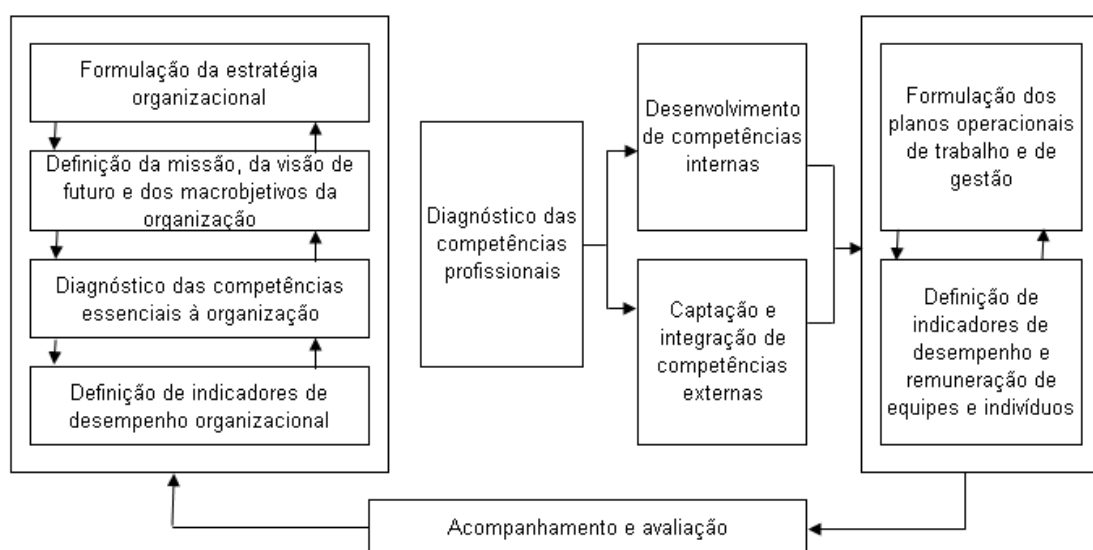 Formulação da estratégia
organizacional
Definição da missão, da visão de
futuro e dos macrobjetivos da
organização
Diagnóstico das competências
essenciais à organização
Definição de indicadores de
desempenho organizacional
Diagnóstico das
competências
profissionais
Desenvolvimento
de competências
internas
Captação e
integração de
competências
externas
Formulação dos
planos operacionais
de trabalho e de
gestão
Definição de
indicadores de
desempenho e
remuneração de
equipes e indivíduos
Acompanhamento e avaliação